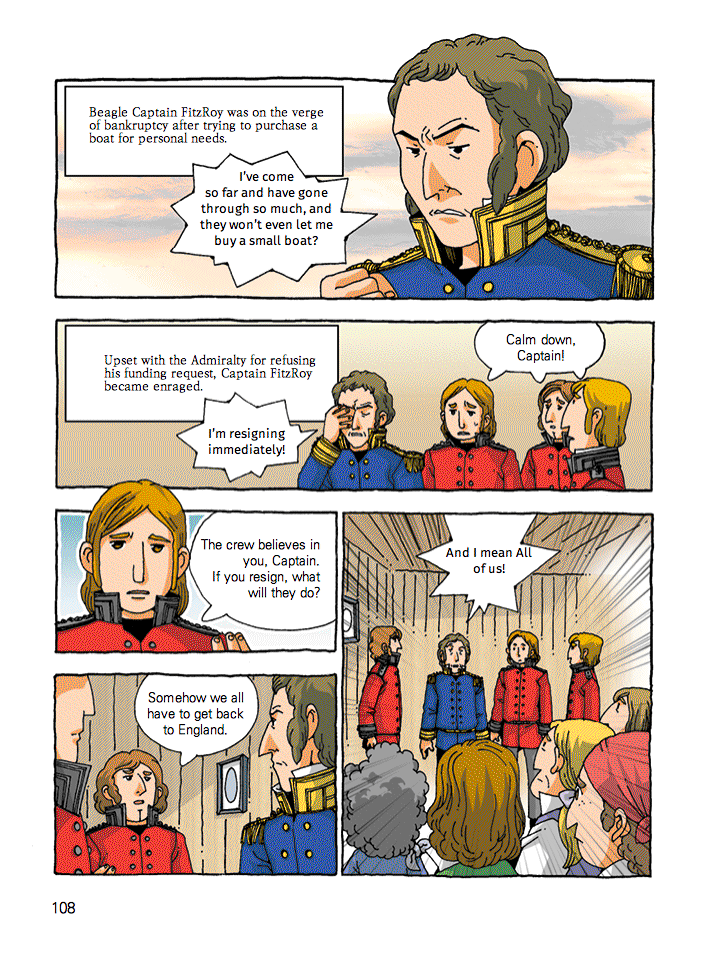 Beagle Captain FitzRoy was on the verge
of bankruptcy after trying to purchase a
boat for personal needs.
I've come
so far and have gone
through so much, and
they won't even let me
buy a small boat?
Upset with the Admiralty for refusing
his funding request, Captain FitzRoy
became enraged.
I'm resigning
immediately!
Calm down,
Captain!
The crew believes in
you, Captain.
If you resign, what
will they do?
Somehow we all
have to get back
to England.
And I mean All
of us!
108